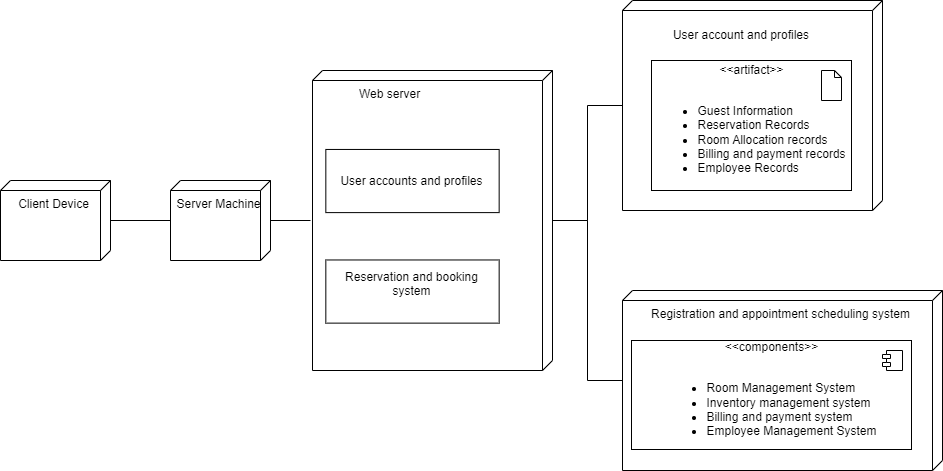 Client Device
Server Machine
Web server
User accounts and profiles
Reservation and booking
system
User account and profiles
<<artifact>>
Guest Information
Reservation Records
Room Allocation records
Billing and payment records
Employee Records
Registration and appointment scheduling system
<<components>>
Room Management System
Inventory management system
Billing and payment system
Employee Management System